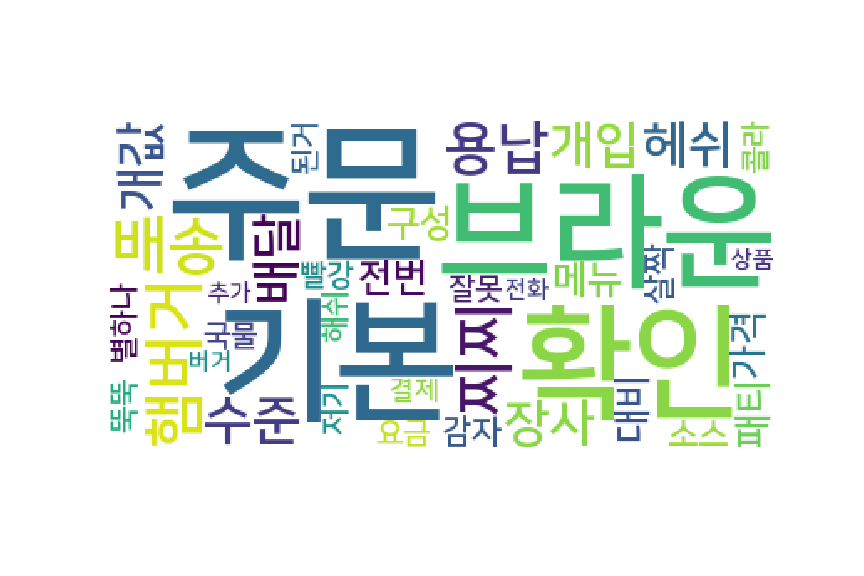 개값
주문
된거
용납
개입
헤쉬
콜라
브라운
배송
배달
구성
빨강
전번
잘못
전화
메뉴
살짝
상품
별하나
추가
햄버거
국물
버거
해쉬
기본
찌찌
확인
가격
뚝뚝
수준
저기
결제
요금
감자
장사
대비
소스
패티